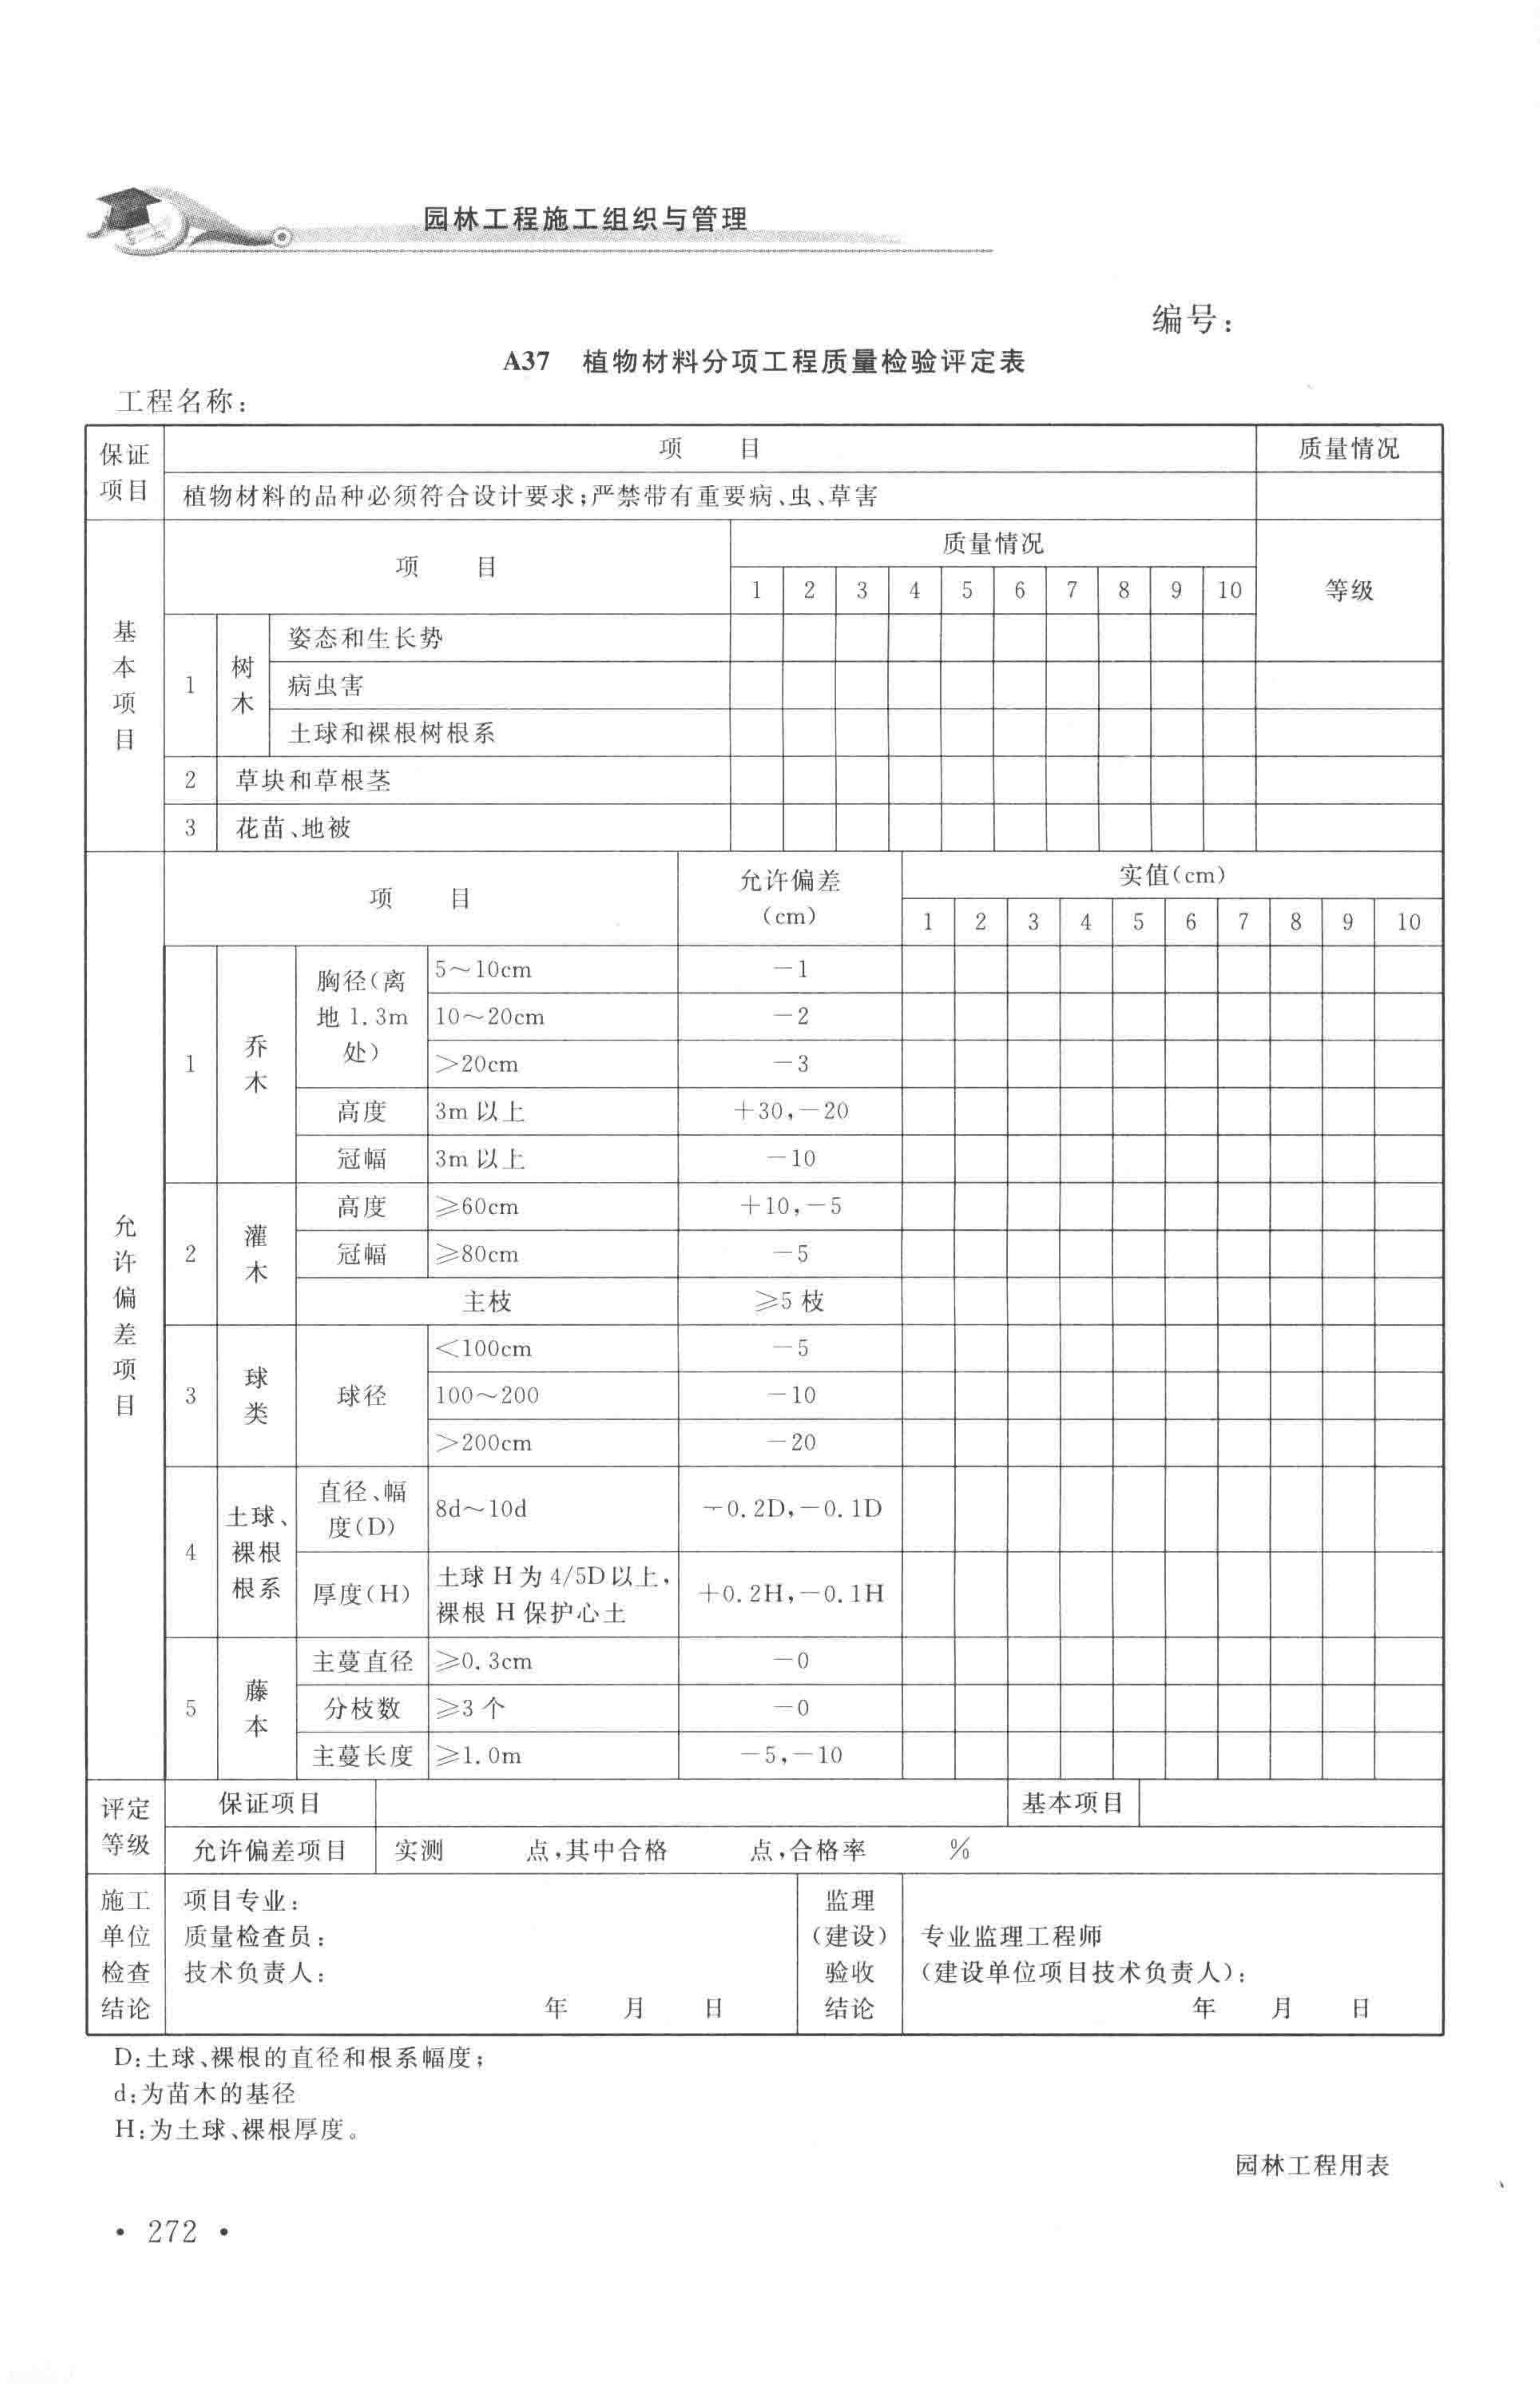 园林工程施工组织与管理
编号：
A37 植物材料分项工程质量检验评定表
工程名称：
保证项目 项 目 质量情况
植物材料的品种必须符合设计要求；严禁带有重要病、虫、草害
基本项目 项 目 质量情况 等级
1 2 3 4 5 6 7 8 9 10
1 树木 姿态和生长势
病虫害
土球和裸根树根系
2 草块和草根茎
3 花苗、地被
允许偏差项目 项 目 允许偏差(cm) 实值(cm)
1 2 3 4 5 6 7 8 9 10
1 乔木 胸径(离地1.3m处) 5～10cm －1
10～20cm －2
＞20cm －3
高度 3m以上 ＋30,－20
冠幅 3m以上 －10
2 灌木 高度 ≥60cm ＋10,－5
冠幅 ≥80cm －5
主枝 ≥5枝
3 球类 球径 ＜100cm －5
100～200 －10
＞200cm －20
4 土球、裸根根系 直径、幅度(D) 8d～10d －0.2D,－0.1D
厚度(H) 土球H为4/5D以上,裸根H保护心土 ＋0.2H,－0.1H
5 藤本 主蔓直径 ≥0.3cm －0
分枝数 ≥3个 －0
主蔓长度 ≥1.0m －5,－10
评定等级 保证项目 基本项目
允许偏差项目 实测 点,其中合格 点,合格率 %
施工单位检查结论 项目专业： 监理(建设)验收结论
质量检查员： 专业监理工程师
技术负责人： (建设单位项目技术负责人)：
年 月 日 年 月 日
D:土球、裸根的直径和根系幅度；
d:为苗木的基径
H:为土球、裸根厚度。
园林工程用表
• 272 •